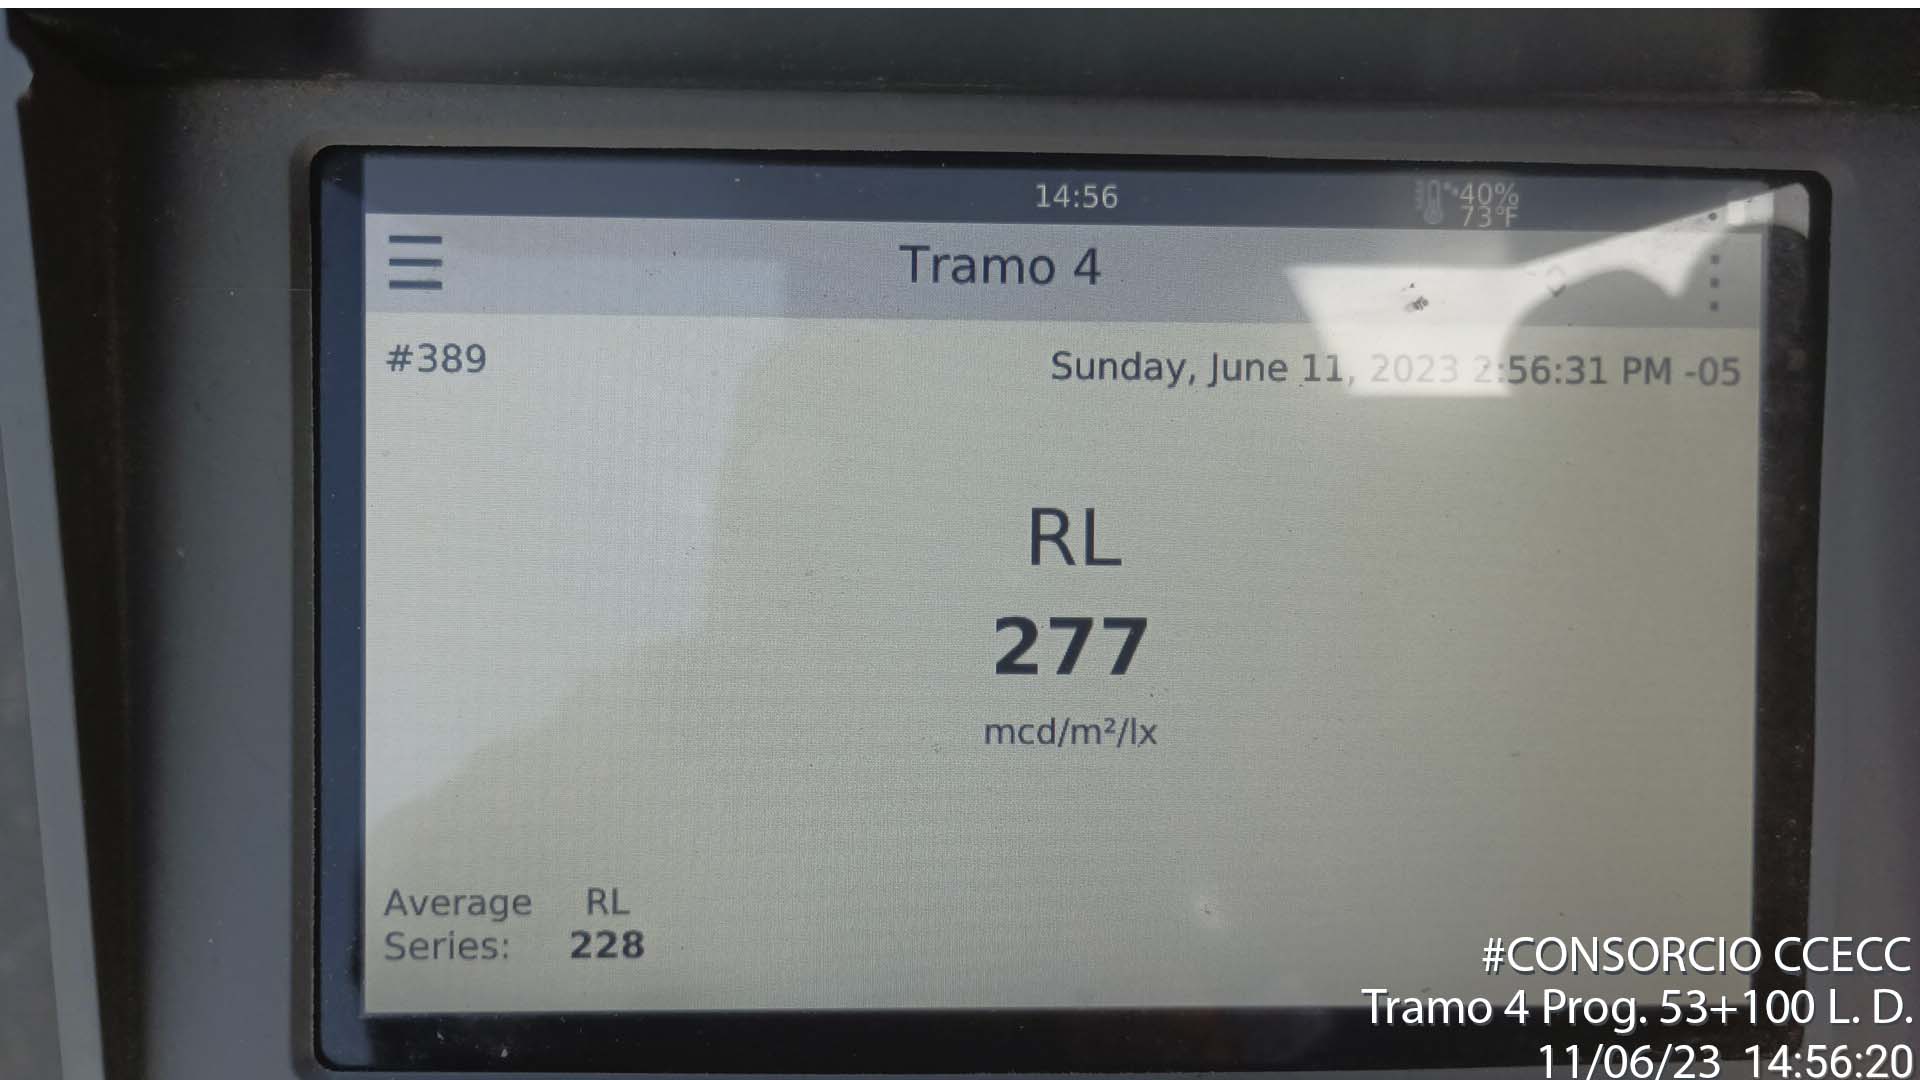 14:56
40%
73°F
Tramo 4
#389
Sunday, June 11, 2023 2:56:31 PM -05
RL
277
mcd/m²/lx
Average RL
Series: 228
#CONSORCIO CCECC
Tramo 4 Prog. 53+100 L. D.
11/06/23 14:56:20